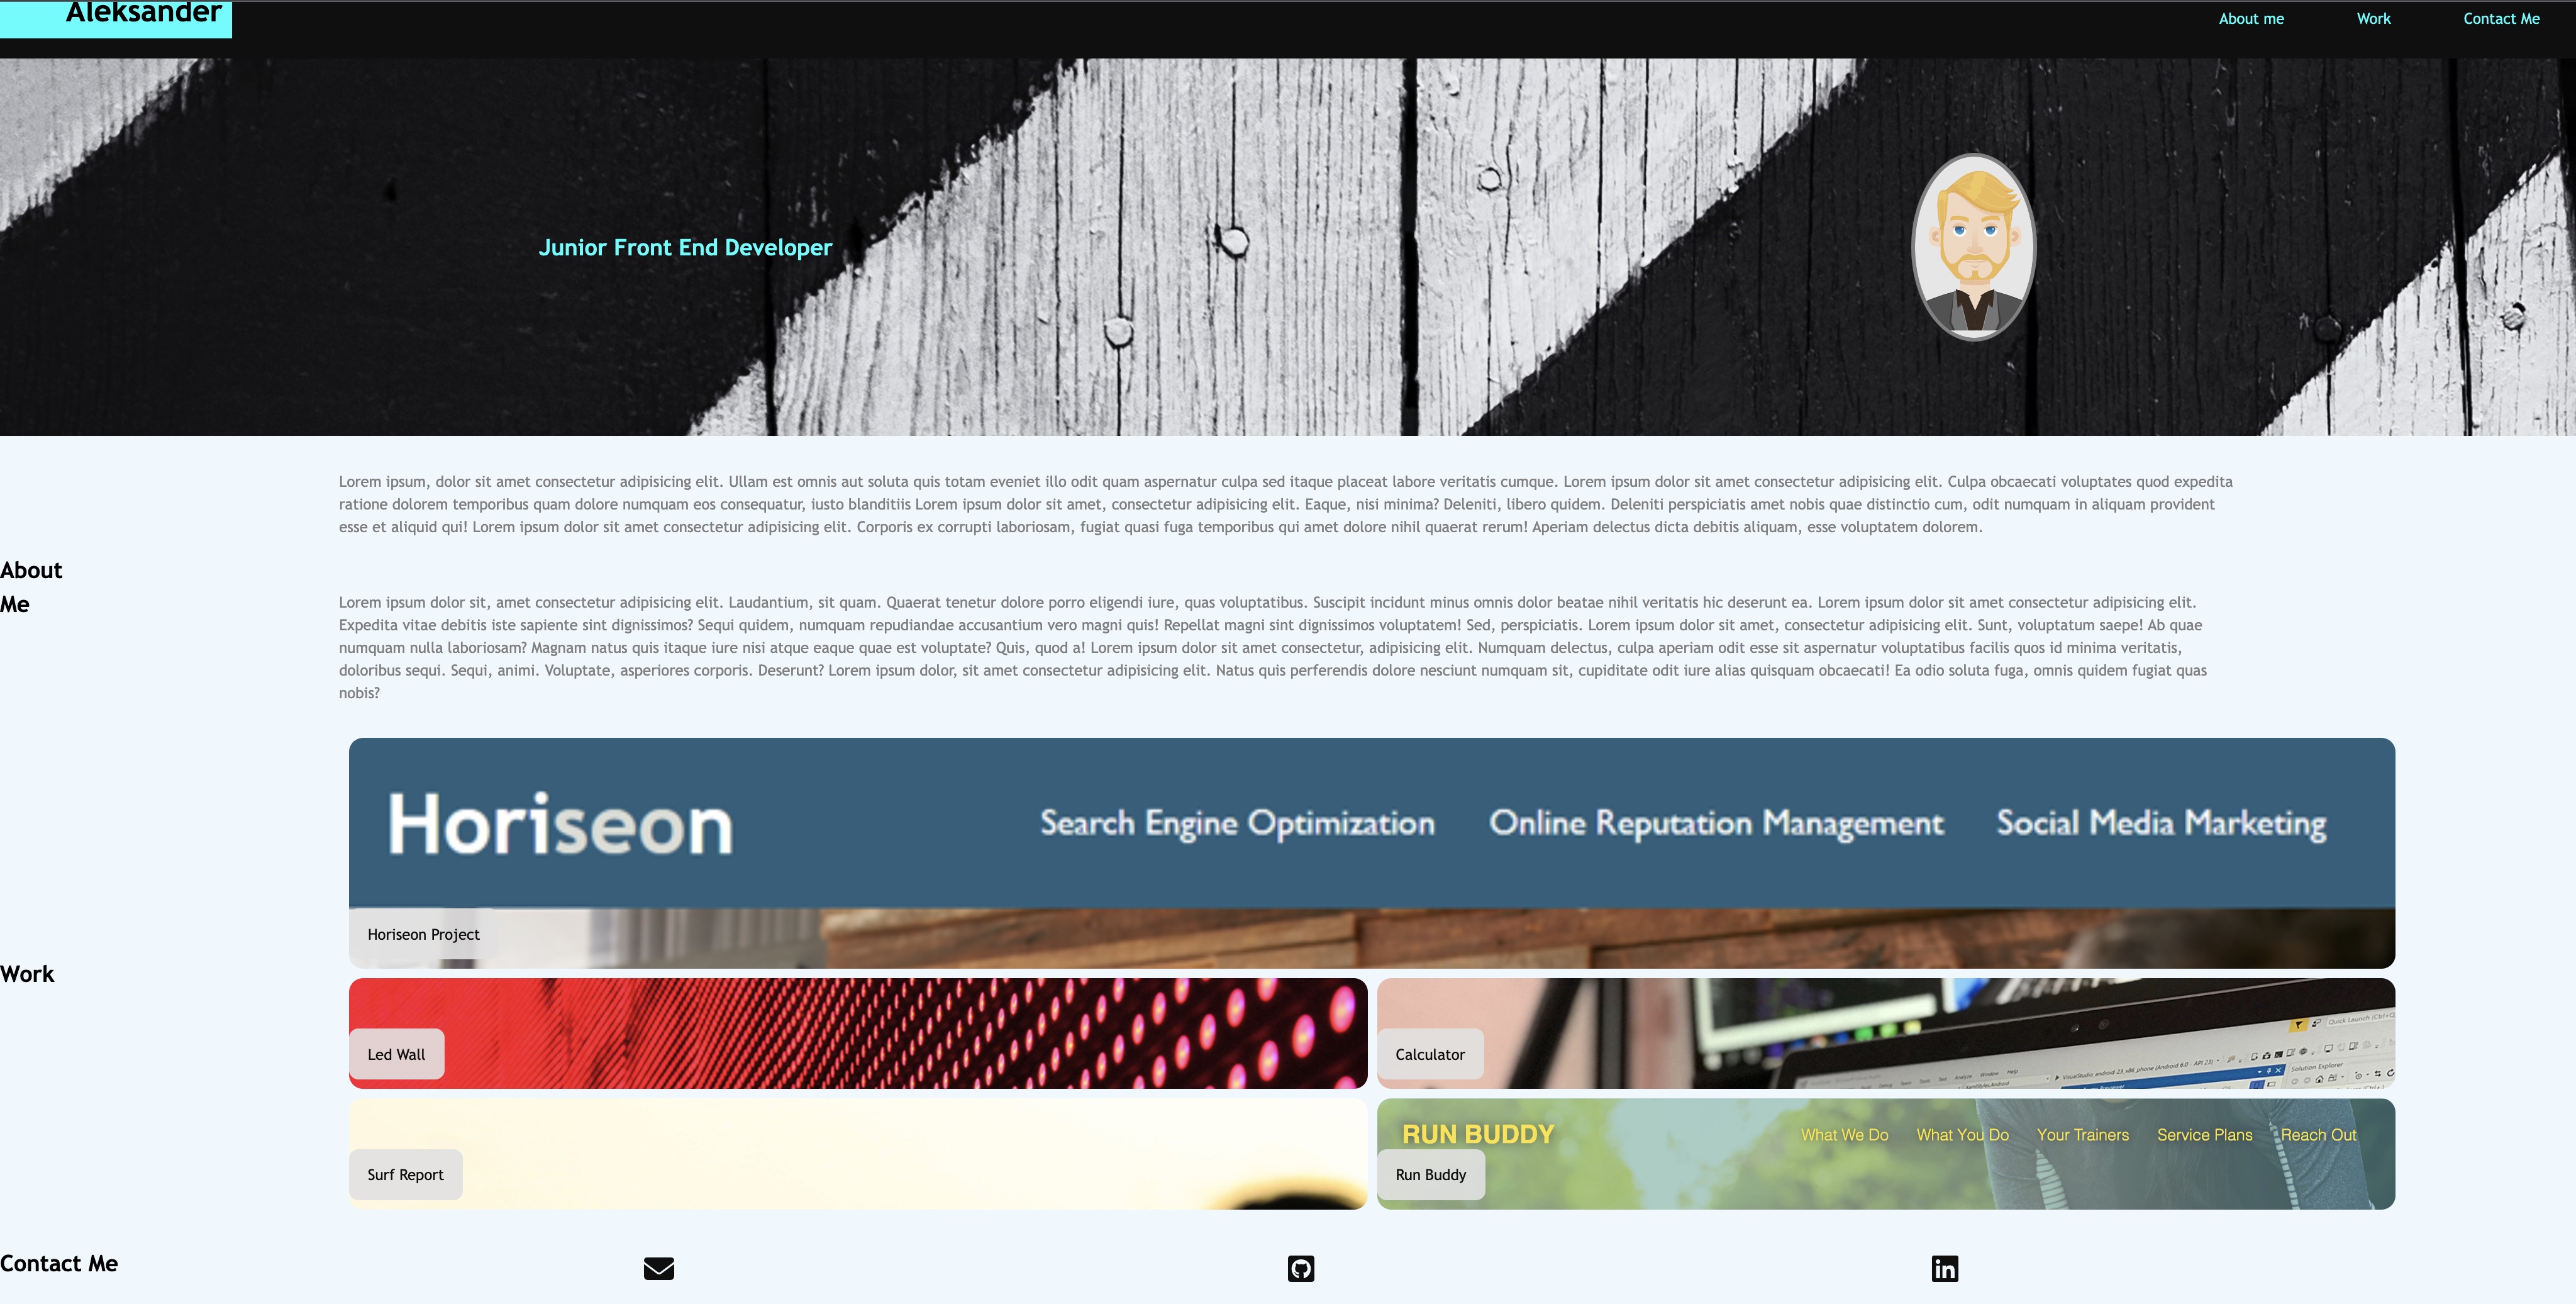 Aleksander
About me
Work
Contact Me
Junior Front End Developer
Lorem ipsum, dolor sit amet consectetur adipisicing elit. Ullam est omnis aut soluta quis totam eveniet illo odit quam aspernatur culpa sed itaque placeat labore veritatis cumque. Lorem ipsum dolor sit amet consectetur adipisicing elit. Culpa obcaecati voluptates quod expedita
ratione dolorem temporibus quam dolore numquam eos consequatur, iusto blanditiis Lorem ipsum dolor sit amet, consectetur adipisicing elit. Eaque, nisi minima? Deleniti, libero quidem. Deleniti perspiciatis amet nobis quae distinctio cum, odit numquam in aliquam provident
esse et aliquid qui! Lorem ipsum dolor sit amet consectetur adipisicing elit. Corporis ex corrupti laboriosam, fugiat quasi fuga temporibus qui amet dolore nihil quaerat rerum! Aperiam delectus dicta debitis aliquam, esse voluptatem dolorem.
About
Me
Lorem ipsum dolor sit, amet consectetur adipisicing elit. Laudantium, sit quam. Quaerat tenetur dolore porro eligendi iure, quas voluptatibus. Suscipit incidunt minus omnis dolor beatae nihil veritatis hic deserunt ea. Lorem ipsum dolor sit amet consectetur adipisicing elit.
Expedita vitae debitis iste sapiente sint dignissimos? Sequi quidem, numquam repudiandae accusantium vero magni quis! Repellat magni sint dignissimos voluptatem! Sed, perspiciatis. Lorem ipsum dolor sit amet, consectetur adipisicing elit. Sunt, voluptatum saepe! Ab quae
numquam nulla laboriosam? Magnam natus quis itaque iure nisi atque eaque quae est voluptate? Quis, quod a! Lorem ipsum dolor sit amet consectetur, adipisicing elit. Numquam delectus, culpa aperiam odit esse sit aspernatur voluptatibus facilis quos id minima veritatis,
doloribus sequi. Sequi, animi. Voluptate, asperiores corporis. Deserunt? Lorem ipsum dolor, sit amet consectetur adipisicing elit. Natus quis perferendis dolore nesciunt numquam sit, cupiditate odit iure alias quisquam obcaecati! Ea odio soluta fuga, omnis quidem fugiat quas
nobis?
Horiseon
Search Engine Optimization
Online Reputation Management
Social Media Marketing
Horiseon Project
Work
Led Wall
Calculator
Quick Launch (Ctrl+Q
Solution Explorer
Surf Report
RUN BUDDY
What We Do
What You Do
Your Trainers
Service Plans
Reach Out
Run Buddy
Contact Me
in